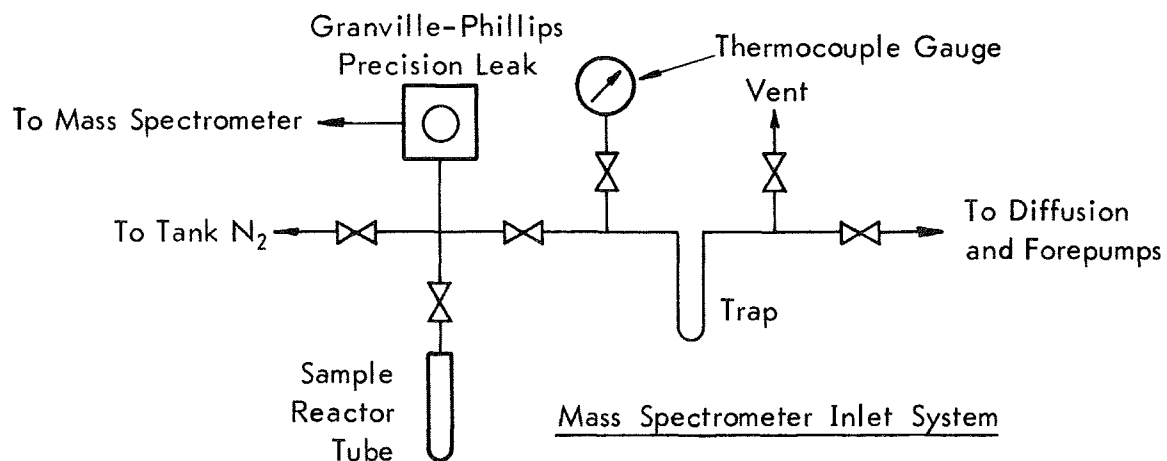 Granville-Phillips
Precision Leak
Thermocouple Gauge
Vent
To Mass Spectrometer
To Tank N₂
To Diffusion
and Forepumps
Trap
Sample
Reactor
Tube
Mass Spectrometer Inlet System